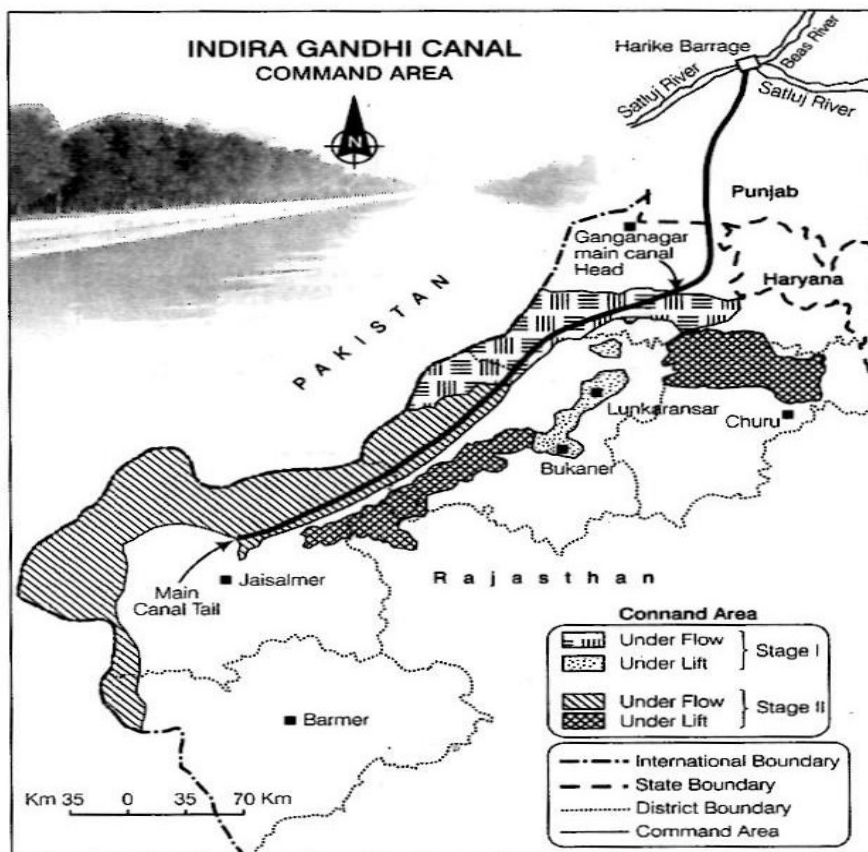 INDIRA GANDHI CANAL
COMMAND AREA
N
Harike Barrage
Beas River
Satluj River
Satluj River
Punjab
Ganganagar
main canal
Head
Haryana
PAKISTAN
Lunkaransar
Churu
Bukaner
Main
Canal Tail
Jaisalmer
Rajasthan
Barmer
Connand Area
Under Flow
Under Lift
Stage I
Under Flow
Under Lift
Stage II
International Boundary
State Boundary
District Boundary
Command Area
Km 35 0 35 70 Km